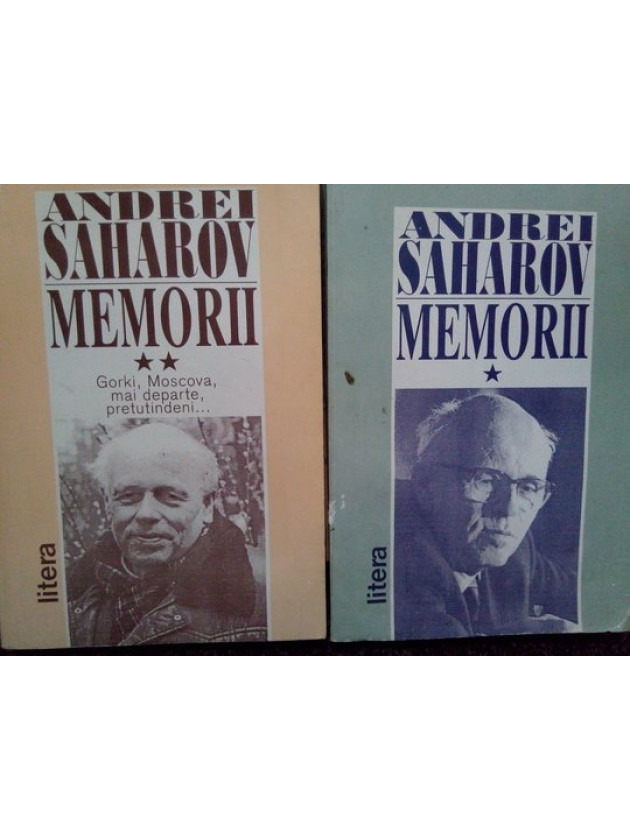 ANDREI
SAHAROV
MEMORII
★★
Gorki, Moscova,
mai departe,
pretutindeni...
litera
ANDREI
SAHAROV
MEMORII
★
litera